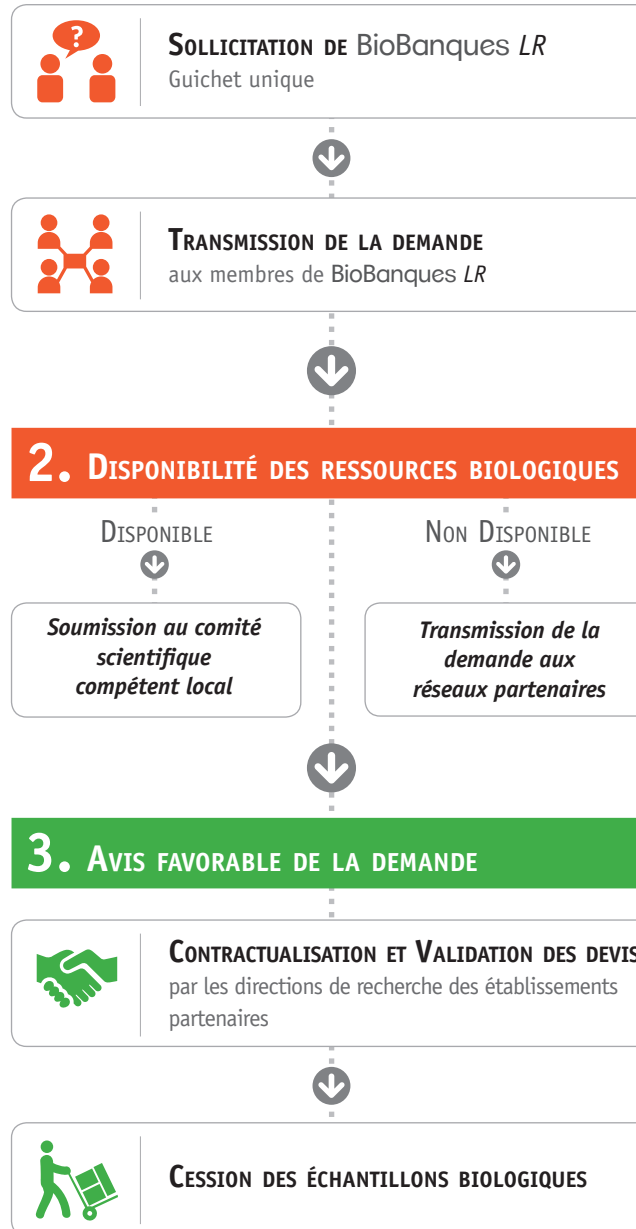 ?
SOLLICITATION DE BioBanques LR
Guichet unique
TRANSMISSION DE LA DEMANDE
aux membres de BioBanques LR
2. DISPONIBILITÉ DES RESSOURCES BIOLOGIQUES
DISPONIBLE
NON DISPONIBLE
Soumission au comité
scientifique
compétent local
Transmission de la
demande aux
réseaux partenaires
3. AVIS FAVORABLE DE LA DEMANDE
CONTRACTUALISATION ET VALIDATION DES DEVIS
par les directions de recherche des établissements
partenaires
CESSION DES ÉCHANTILLONS BIOLOGIQUES